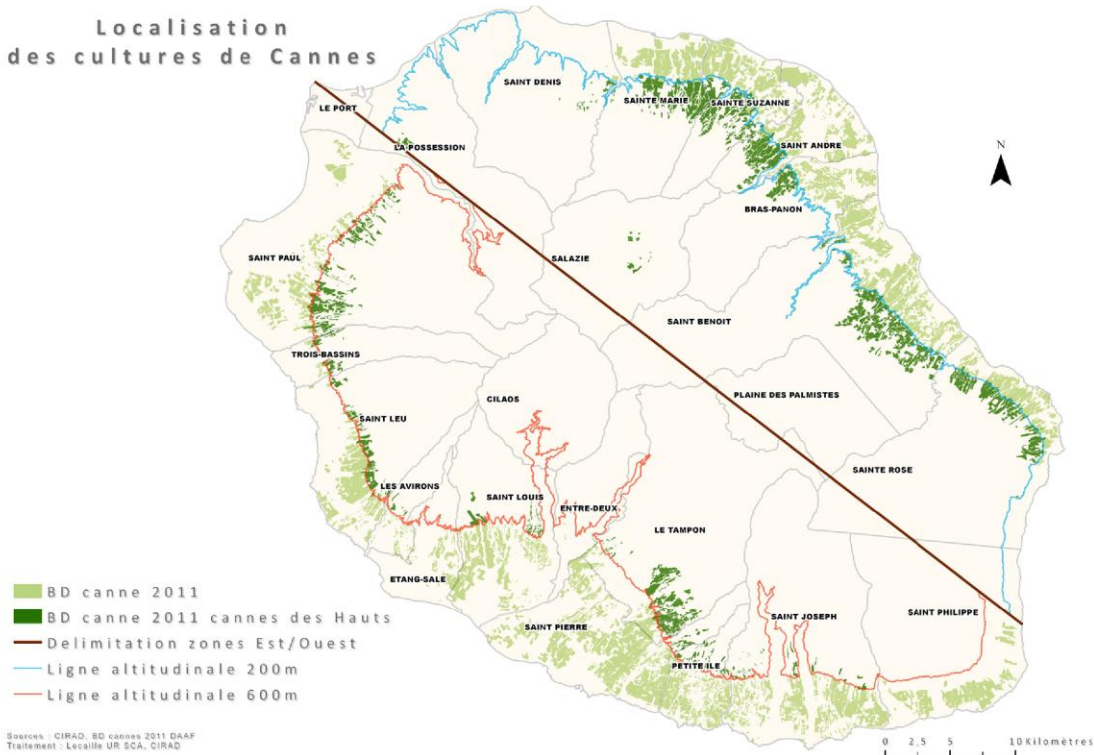 Localisation
des cultures de Cannes
LE PORT
SAINT DENIS
SAINTE MARIE
SAINTE SUZANNE
LA POSSESSION
SAINT ANDRE
N
BRAS-PANON
SAINT PAUL
SALAZIE
SAINT BENOIT
TROIS-BASSINS
PLAINE DES PALMISTES
CILAOS
SAINT LEU
SAINTE ROSE
LES AVIRONS
SAINT LOUIS
ENTRE-DEUX
LE TAMPON
ETANG-SALE
SAINT PIERRE
SAINT JOSEPH
SAINT PHILIPPE
PETITE ILE
BD canne 2011
BD canne 2011 cannes des Hauts
Delimitation zones Est/Ouest
Ligne altitudinale 200m
Ligne altitudinale 600m
Sources : CIRAD, BD cannes 2011 DAAF
Traitement : Lecaille UR SCA, CIRAD
0 2,5 5 10 Kilomètres